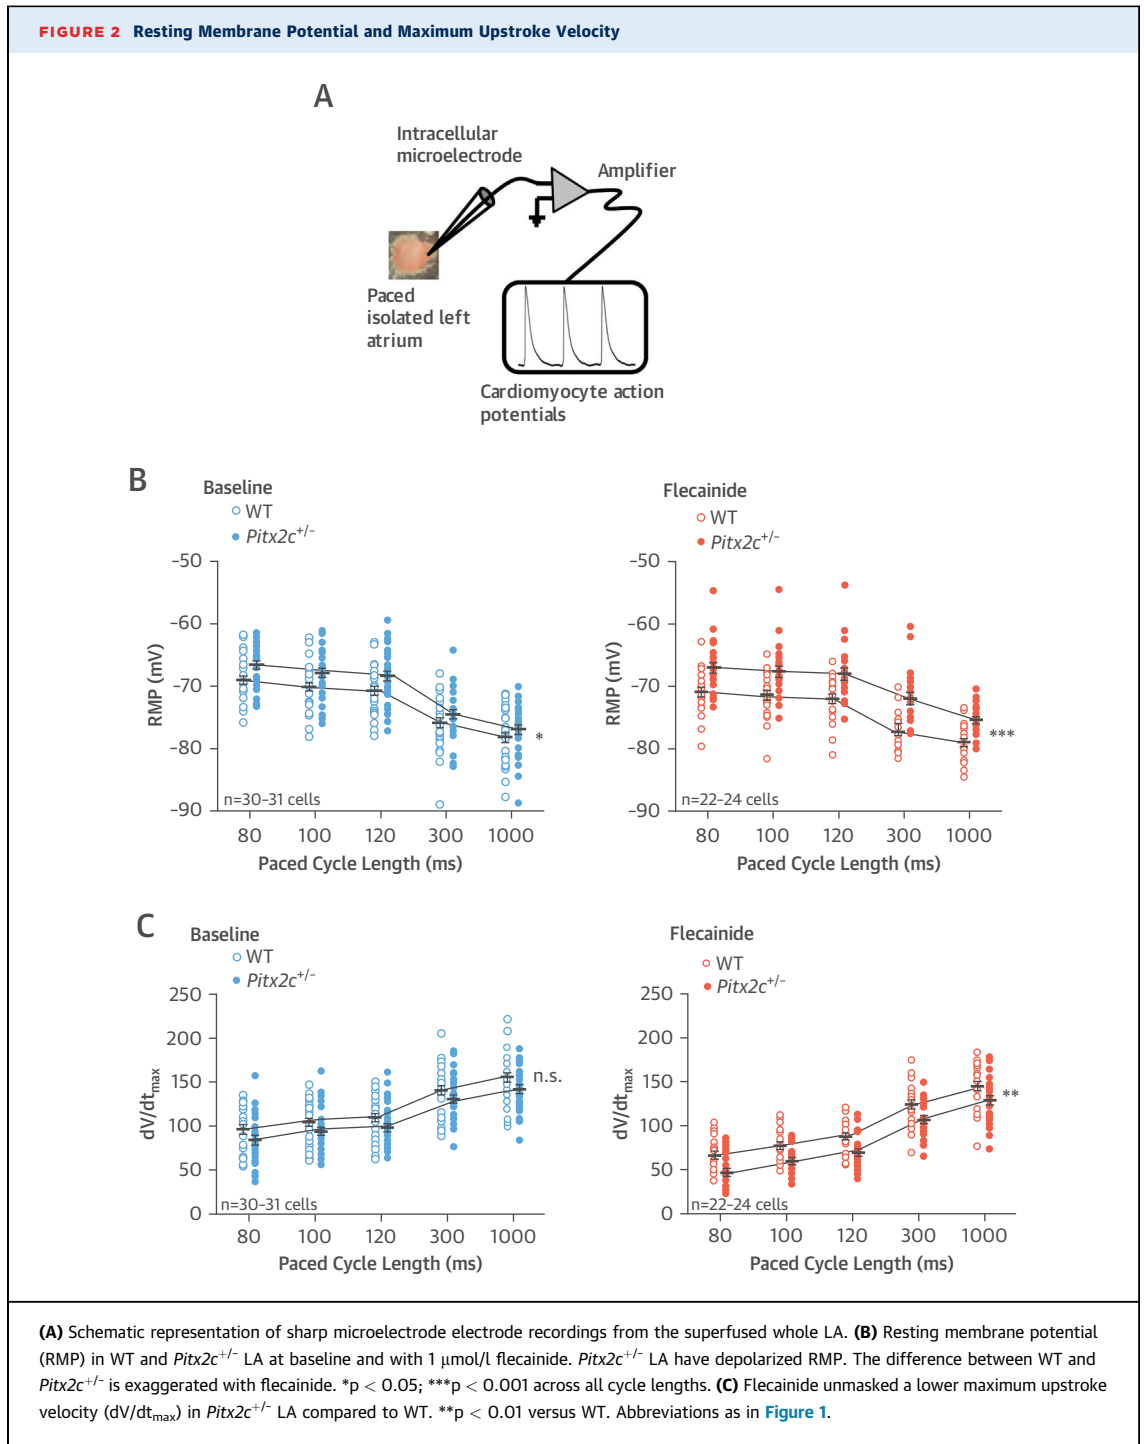 FIGURE 2 Resting Membrane Potential and Maximum Upstroke Velocity
A
Intracellular
microelectrode
Amplifier
Paced
isolated left
atrium
Cardiomyocyte action
potentials
B
Baseline
WT
Pitx2c+/-
RMP (mV)
-50
-60
-70
-80
-90
*
n=30-31 cells
80 100 120 300 1000
Paced Cycle Length (ms)
Flecainide
WT
Pitx2c+/-
RMP (mV)
-50
-60
-70
-80
-90
***
n=22-24 cells
80 100 120 300 1000
Paced Cycle Length (ms)
C
Baseline
WT
Pitx2c+/-
dV/dtmax
250
200
150
100
50
0
n.s.
n=30-31 cells
80 100 120 300 1000
Paced Cycle Length (ms)
Flecainide
WT
Pitx2c+/-
dV/dtmax
250
200
150
100
50
0
**
n=22-24 cells
80 100 120 300 1000
Paced Cycle Length (ms)
(A) Schematic representation of sharp microelectrode electrode recordings from the superfused whole LA. (B) Resting membrane potential
(RMP) in WT and Pitx2c+/- LA at baseline and with 1 μmol/l flecainide. Pitx2c+/- LA have depolarized RMP. The difference between WT and
Pitx2c+/- is exaggerated with flecainide. *p < 0.05; ***p < 0.001 across all cycle lengths. (C) Flecainide unmasked a lower maximum upstroke
velocity (dV/dtmax) in Pitx2c+/- LA compared to WT. **p < 0.01 versus WT. Abbreviations as in Figure 1.